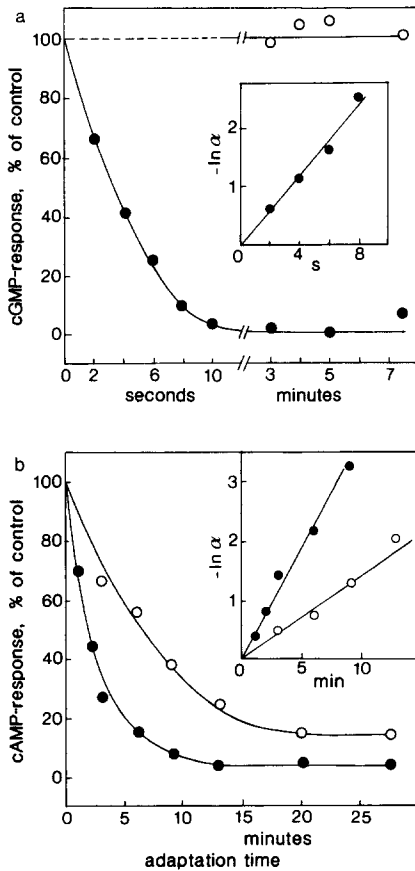 a
cGMP-response, % of control
100
80
60
40
20
0
0 2 4 6 8 10 3 5 7
seconds minutes
-ln α
2
1
0 4 8
s
b
cAMP-response, % of control
100
80
60
40
20
0
0 5 10 15 20 25
minutes
adaptation time
-ln α
3
2
1
0 5 10
min